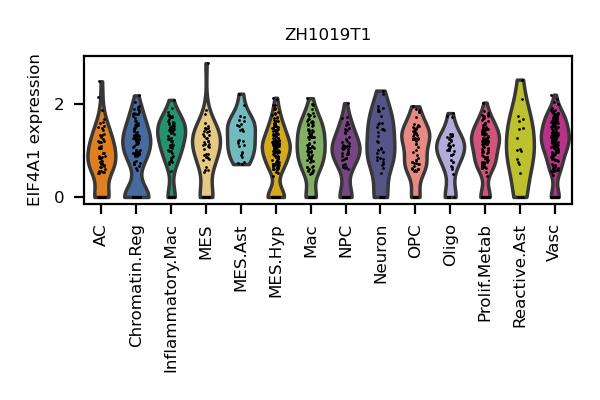 ZH1019T1
EIF4A1 expression
2
0
AC
Chromatin.Reg
Inflammatory.Mac
MES
MES.Ast
MES.Hyp
Mac
NPC
Neuron
OPC
Oligo
Prolif.Metab
Reactive.Ast
Vasc